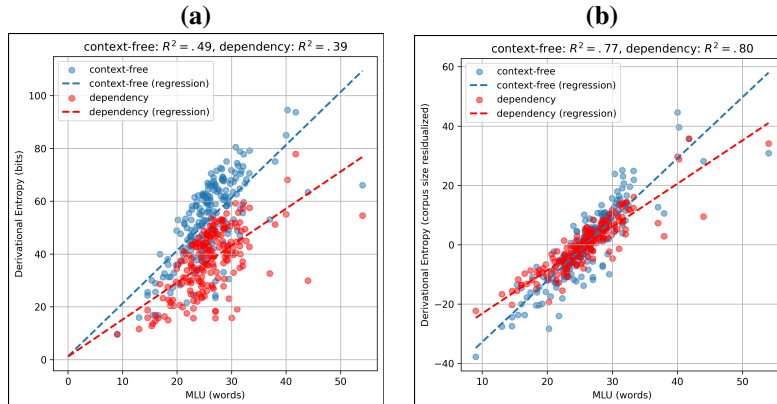 (a)
context-free: R² = .49, dependency: R² = .39
context-free
context-free (regression)
dependency
dependency (regression)
Derivational Entropy (bits)
100
80
60
40
20
0
0 10 20 30 40 50
MLU (words)
(b)
context-free: R² = .77, dependency: R² = .80
context-free
context-free (regression)
dependency
dependency (regression)
Derivational Entropy (corpus size residualized)
60
40
20
0
−20
−40
10 20 30 40 50
MLU (words)